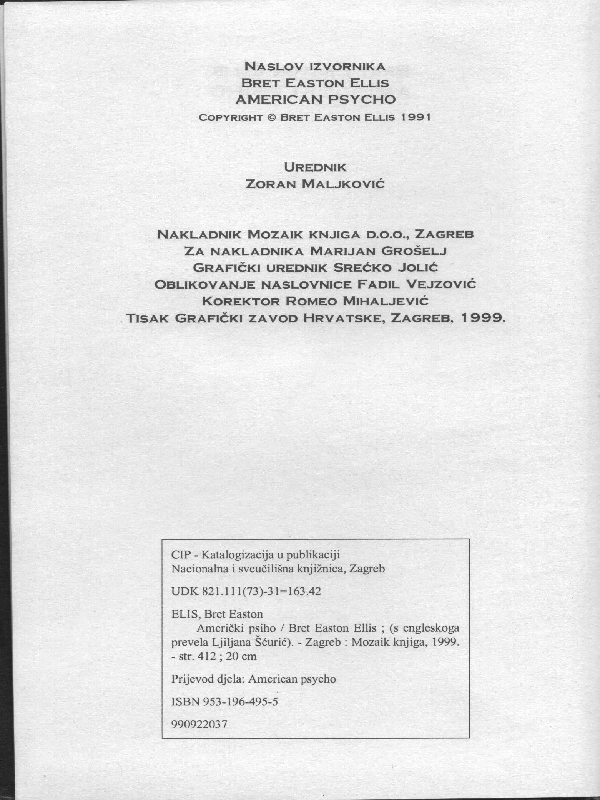 NASLOV IZVORNIKA
BRET EASTON ELLIS
AMERICAN PSYCHO
COPYRIGHT © BRET EASTON ELLIS 1991
UREDNIK
ZORAN MALJKOVIĆ
NAKLADNIK MOZAIK KNJIGA D.O.O., ZAGREB
ZA NAKLADNIKA MARIJAN GROŠELJ
GRAFIČKI UREDNIK SREĆKO JOLIĆ
OBLIKOVANJE NASLOVNICE FADIL VEJZOVIĆ
KOREKTOR ROMEO MIHALJEVIĆ
TISAK GRAFIČKI ZAVOD HRVATSKE, ZAGREB, 1999.
CIP - Katalogizacija u publikaciji
Nacionalna i sveučilišna knjižnica, Zagreb
UDK 821.111(73)-31=163.42
ELIS, Bret Easton
Američki psiho / Bret Easton Ellis ; (s engleskoga
prevela Ljiljana Šćurić). - Zagreb : Mozaik knjiga, 1999.
- str. 412 ; 20 cm
Prijevod djela: American psycho
ISBN 953-196-495-5
990922037